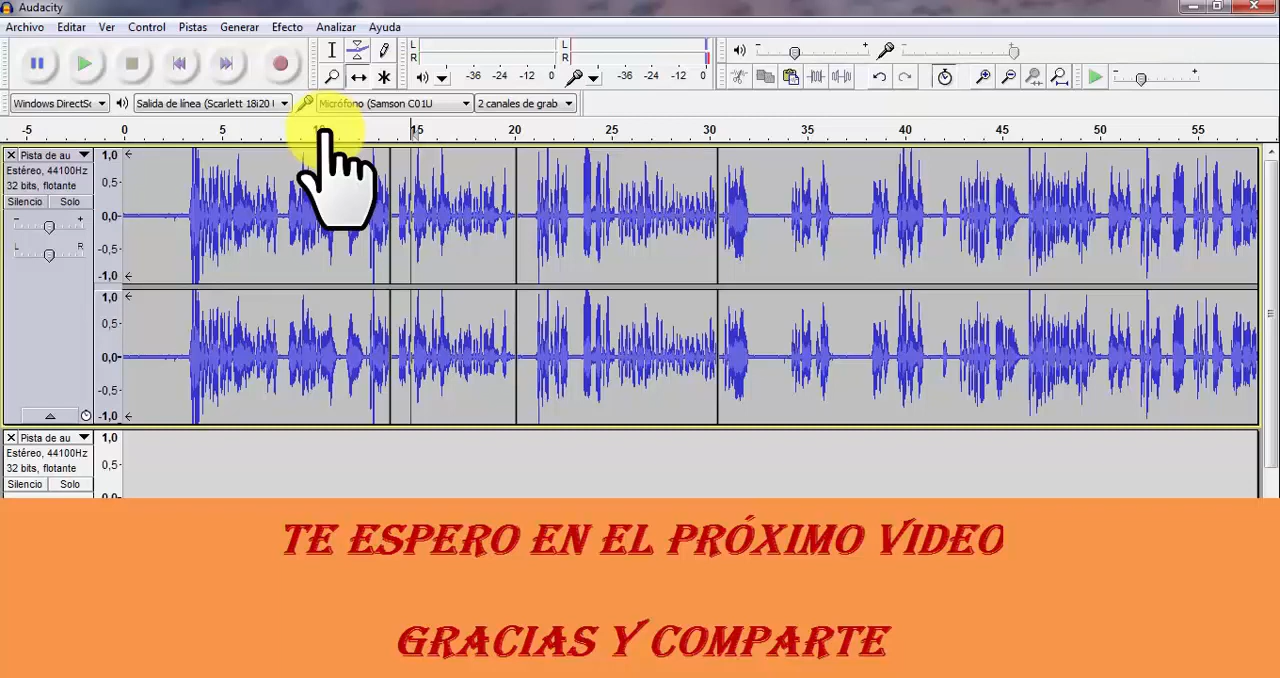 Audacity
Archivo Editar Ver Control Pistas Generar Efecto Analizar Ayuda
L
R
-36 -24 -12 0
L
R
-36 -24 -12 0
Windows DirectSc
Salida de línea (Scarlett 18i20 U
Micrófono (Samson C01U
2 canales de grab
-5 0 5 10 15 20 25 30 35 40 45 50 55
Pista de au
Estéreo, 44100Hz
32 bits, flotante
Silencio Solo
- +
L R
1,0
0,5-
0,0-
-0,5-
-1,0
1,0
0,5-
0,0-
-0,5-
-1,0
Pista de au
Estéreo, 44100Hz
32 bits, flotante
Silencio Solo
1,0
0,5-
0,0-
TE ESPERO EN EL PRÓXIMO VIDEO
GRACIAS Y COMPARTE